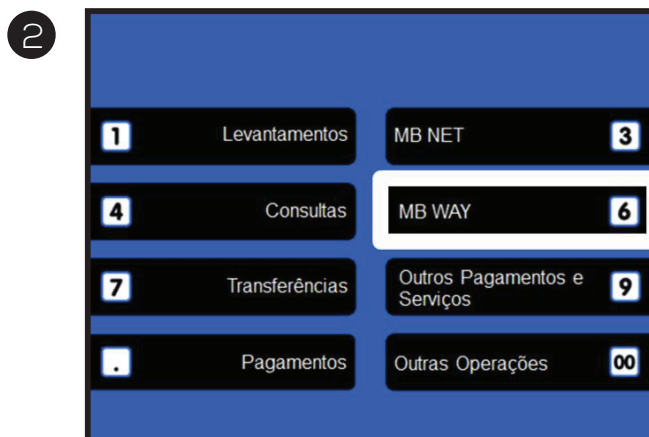 2
1 Levantamentos
MB NET 3
4 Consultas
MB WAY 6
7 Transferências
Outros Pagamentos e
Serviços 9
. Pagamentos
Outras Operações 00